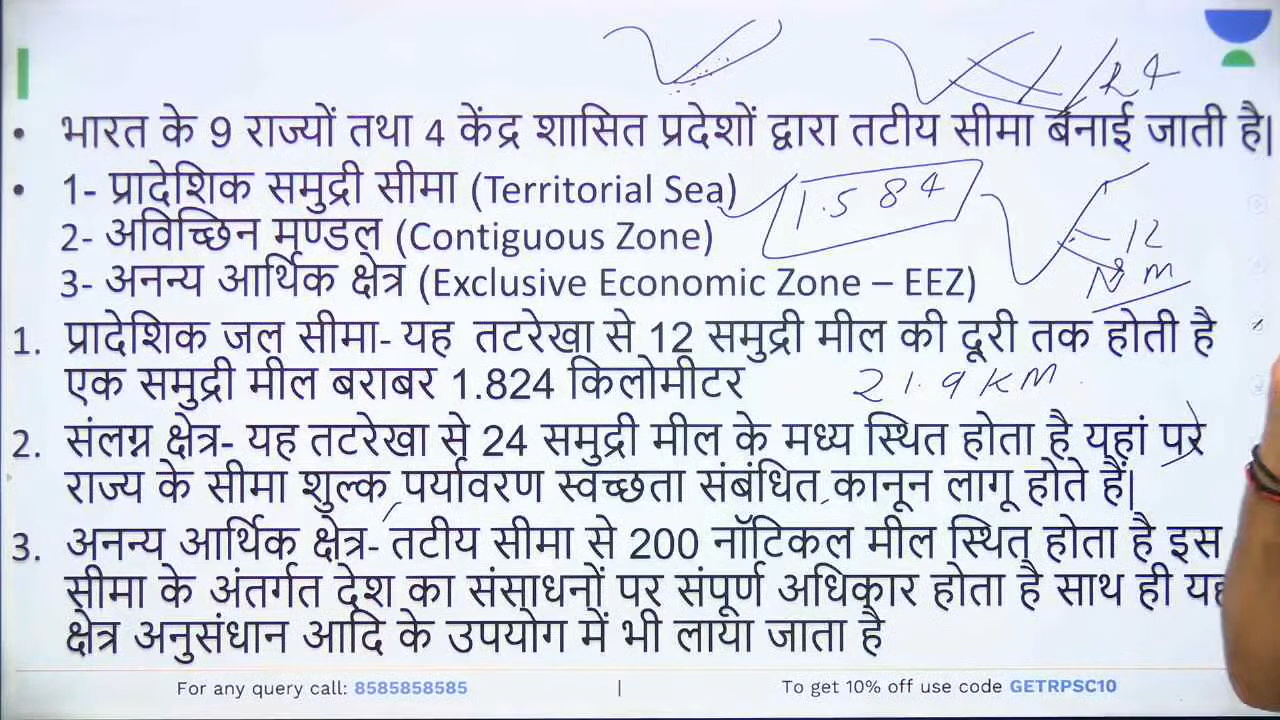 24
• भारत के 9 राज्यों तथा 4 केंद्र शासित प्रदेशों द्वारा तटीय सीमा बनाई जाती है|
• 1- प्रादेशिक समुद्री सीमा (Territorial Sea)
1.584
2- अविच्छिन मण्डल (Contiguous Zone)
12
N M
3- अनन्य आर्थिक क्षेत्र (Exclusive Economic Zone – EEZ)
1. प्रादेशिक जल सीमा- यह तटरेखा से 12 समुद्री मील की दूरी तक होती है
एक समुद्री मील बराबर 1.824 किलोमीटर
21.9 KM
2. संलग्न क्षेत्र- यह तटरेखा से 24 समुद्री मील के मध्य स्थित होता है यहां परे
राज्य के सीमा शुल्क पर्यावरण स्वच्छता संबंधित कानून लागू होते हैं|
3. अनन्य आर्थिक क्षेत्र- तटीय सीमा से 200 नॉटिकल मील स्थित होता है इस
सीमा के अंतर्गत देश का संसाधनों पर संपूर्ण अधिकार होता है साथ ही यह
क्षेत्र अनुसंधान आदि के उपयोग में भी लाया जाता है
For any query call: 8585858585 | To get 10% off use code GETRPSC10